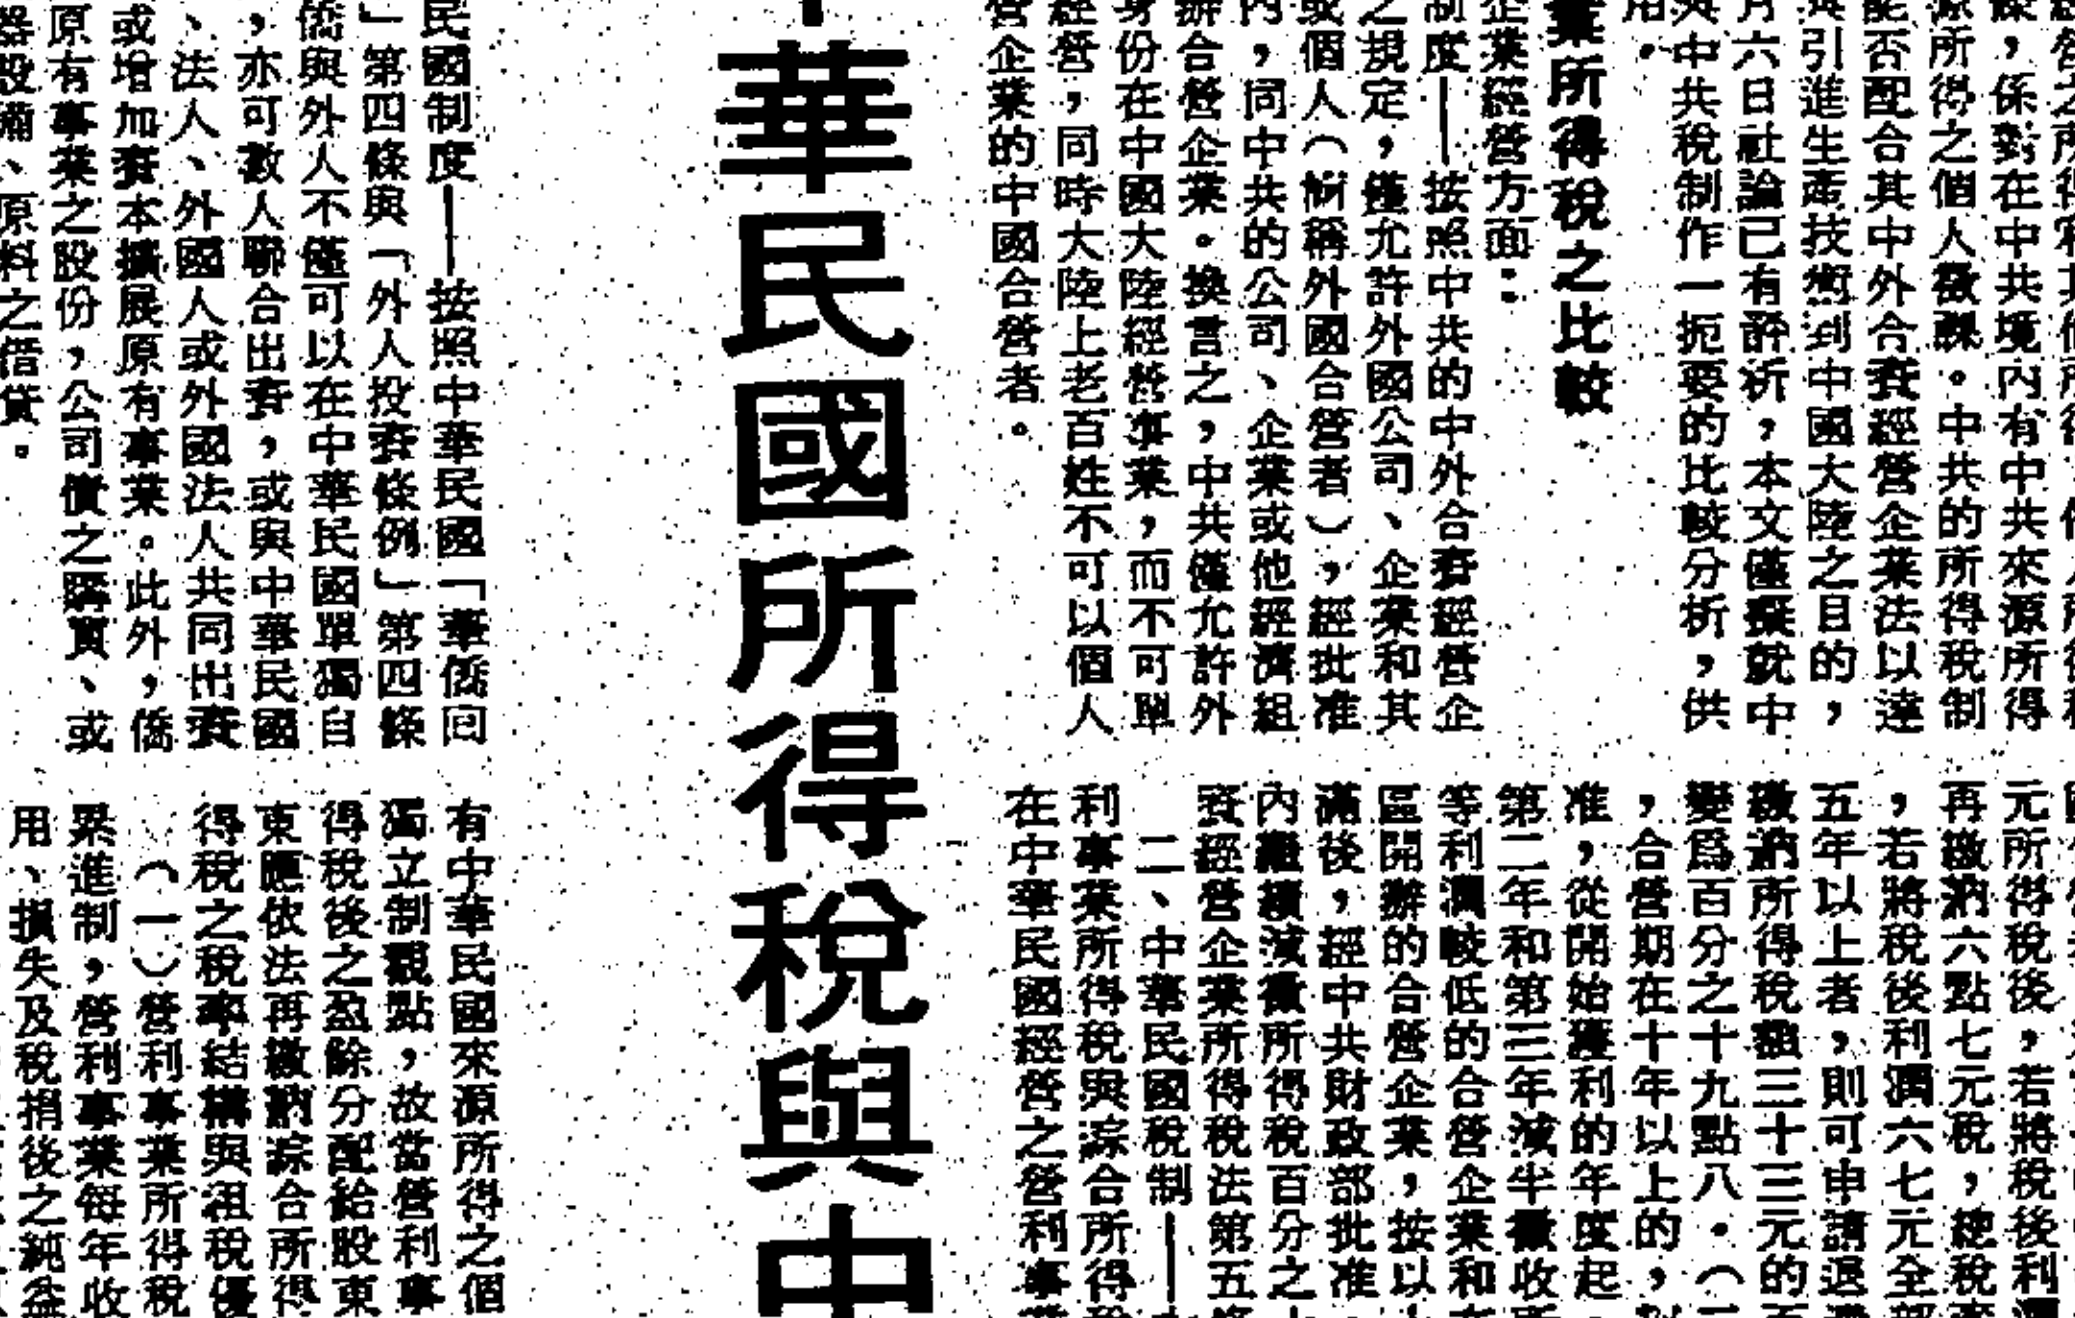 華民國所得稅與中
條，係對在中共境內有中共來源所得
源所得之個人徵課。中共的所得稅制
能否配合其中外合資經營企業法以達
與引進生產技術到中國大陸之目的，
月六日社論已有評析，本文僅擬就中
與中共稅制作一扼要的比較分析，供
用。
業所得稅之比較
企業經營方面：
制度——按照中共的中外合資經營企
之規定，僅允許外國公司、企業和其
或個人（簡稱外國合營者），經批准
內，同中共的公司、企業或他經濟組
辦合營企業。換言之，中共僅允許外
身份在中國大陸經營事業，而不可單
經營，同時大陸上老百姓不可以個人
營企業的中國合營者。
民國制度——按照中華民國「華僑回
」第四條與「外人投資條例」第四條
僑與外人不僅可以在中華民國單獨自
，亦可數人聯合出資，或與中華民國
、法人、外國人或外國法人共同出資
或增加資本擴展原有事業。此外，僑
原有事業之股份，公司債之購買、或
器設備、原料之借貸。
元所得稅後，若將稅後利
再繳納六點七元稅，總稅
，若將稅後利潤六七元全部
五年以上者，則可申請退
繳納所得稅額三十三元的
變爲百分之十九點八。（
，合營期在十年以上的，
准，從開始獲利的年度起
第二年和第三年減半徵收
等利潤較低的合營企業和
區開辦的合營企業，按以
滿後，經中共財政部批准
內繼續減徵所得稅百分之
資經營企業所得稅法第五
二、中華民國稅制——
利事業所得稅與綜合所得
在中華民國經營之營利事
有中華民國來源所得之個
獨立制觀點，故當營利事
得稅後之盈餘分配給股東
東應依法再繳納綜合所得
得稅之稅率結構與租稅優
（一）營利事業所得稅
累進制，營利事業每年收
用、損失及稅捐後之純益